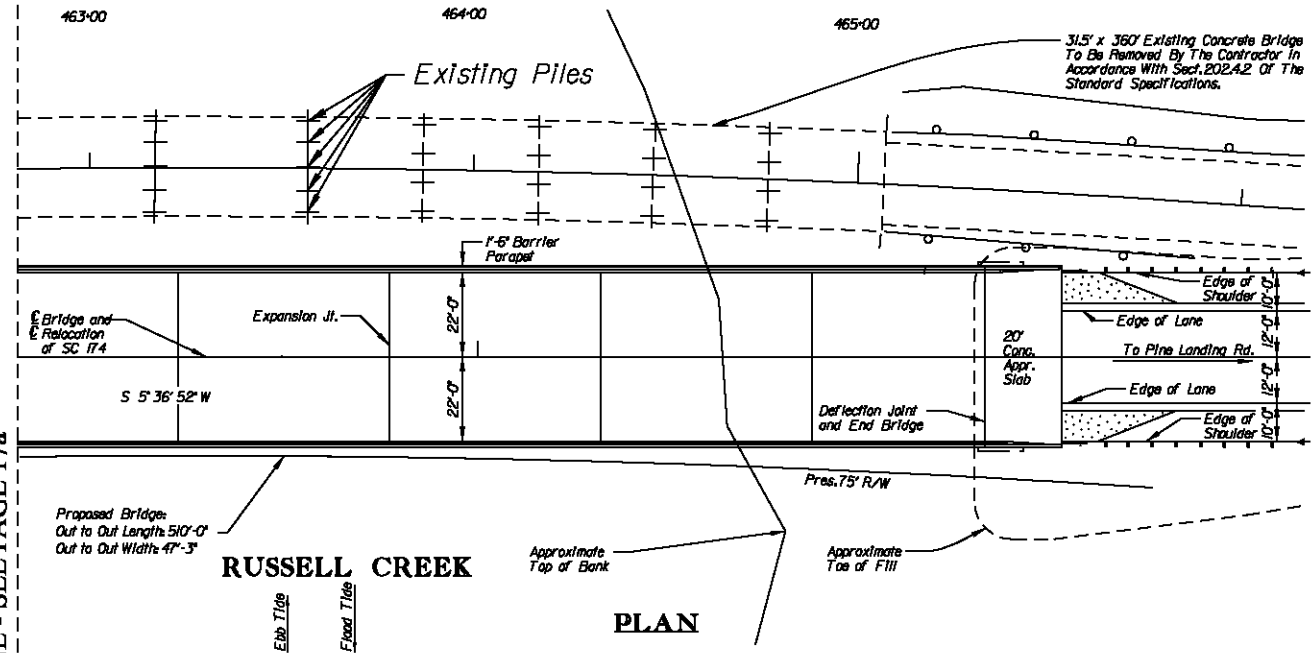 463+00
464+00
465+00
31.5' x 360' Existing Concrete Bridge
To Be Removed By The Contractor In
Accordance With Sect. 202.4.2 Of The
Standard Specifications.
Existing Piles
1'-6" Barrier
Parapet
Edge of
Shoulder
10'-0"
℄ Bridge and
℄ Relocation
of SC 174
Expansion Jt.
22'-0"
Edge of Lane
12'-0"
20'
Conc.
Appr.
Slab
To Pine Landing Rd.
S 5° 36' 52" W
22'-0"
12'-0"
Edge of Lane
Deflection Joint
and End Bridge
Edge of
Shoulder
10'-0"
Pres. 75' R/W
Proposed Bridge:
Out to Out Length: 510'-0"
Out to Out Width: 47'-3"
RUSSELL CREEK
Approximate
Top of Bank
Approximate
Toe of Fill
Ebb Tide
Flood Tide
PLAN
SEE PAGE 17a